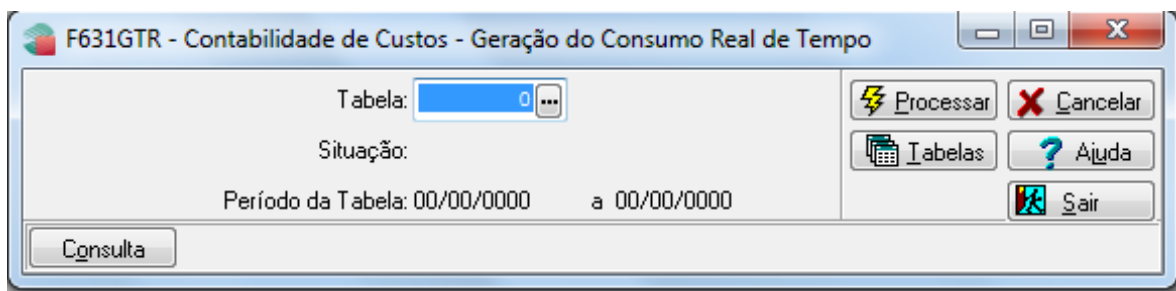 F631GTR - Contabilidade de Custos - Geração do Consumo Real de Tempo
Tabela: 0 ...
Processar Cancelar
Situação:
Tabelas Ajuda
Período da Tabela: 00/00/0000 a 00/00/0000
Sair
Consulta